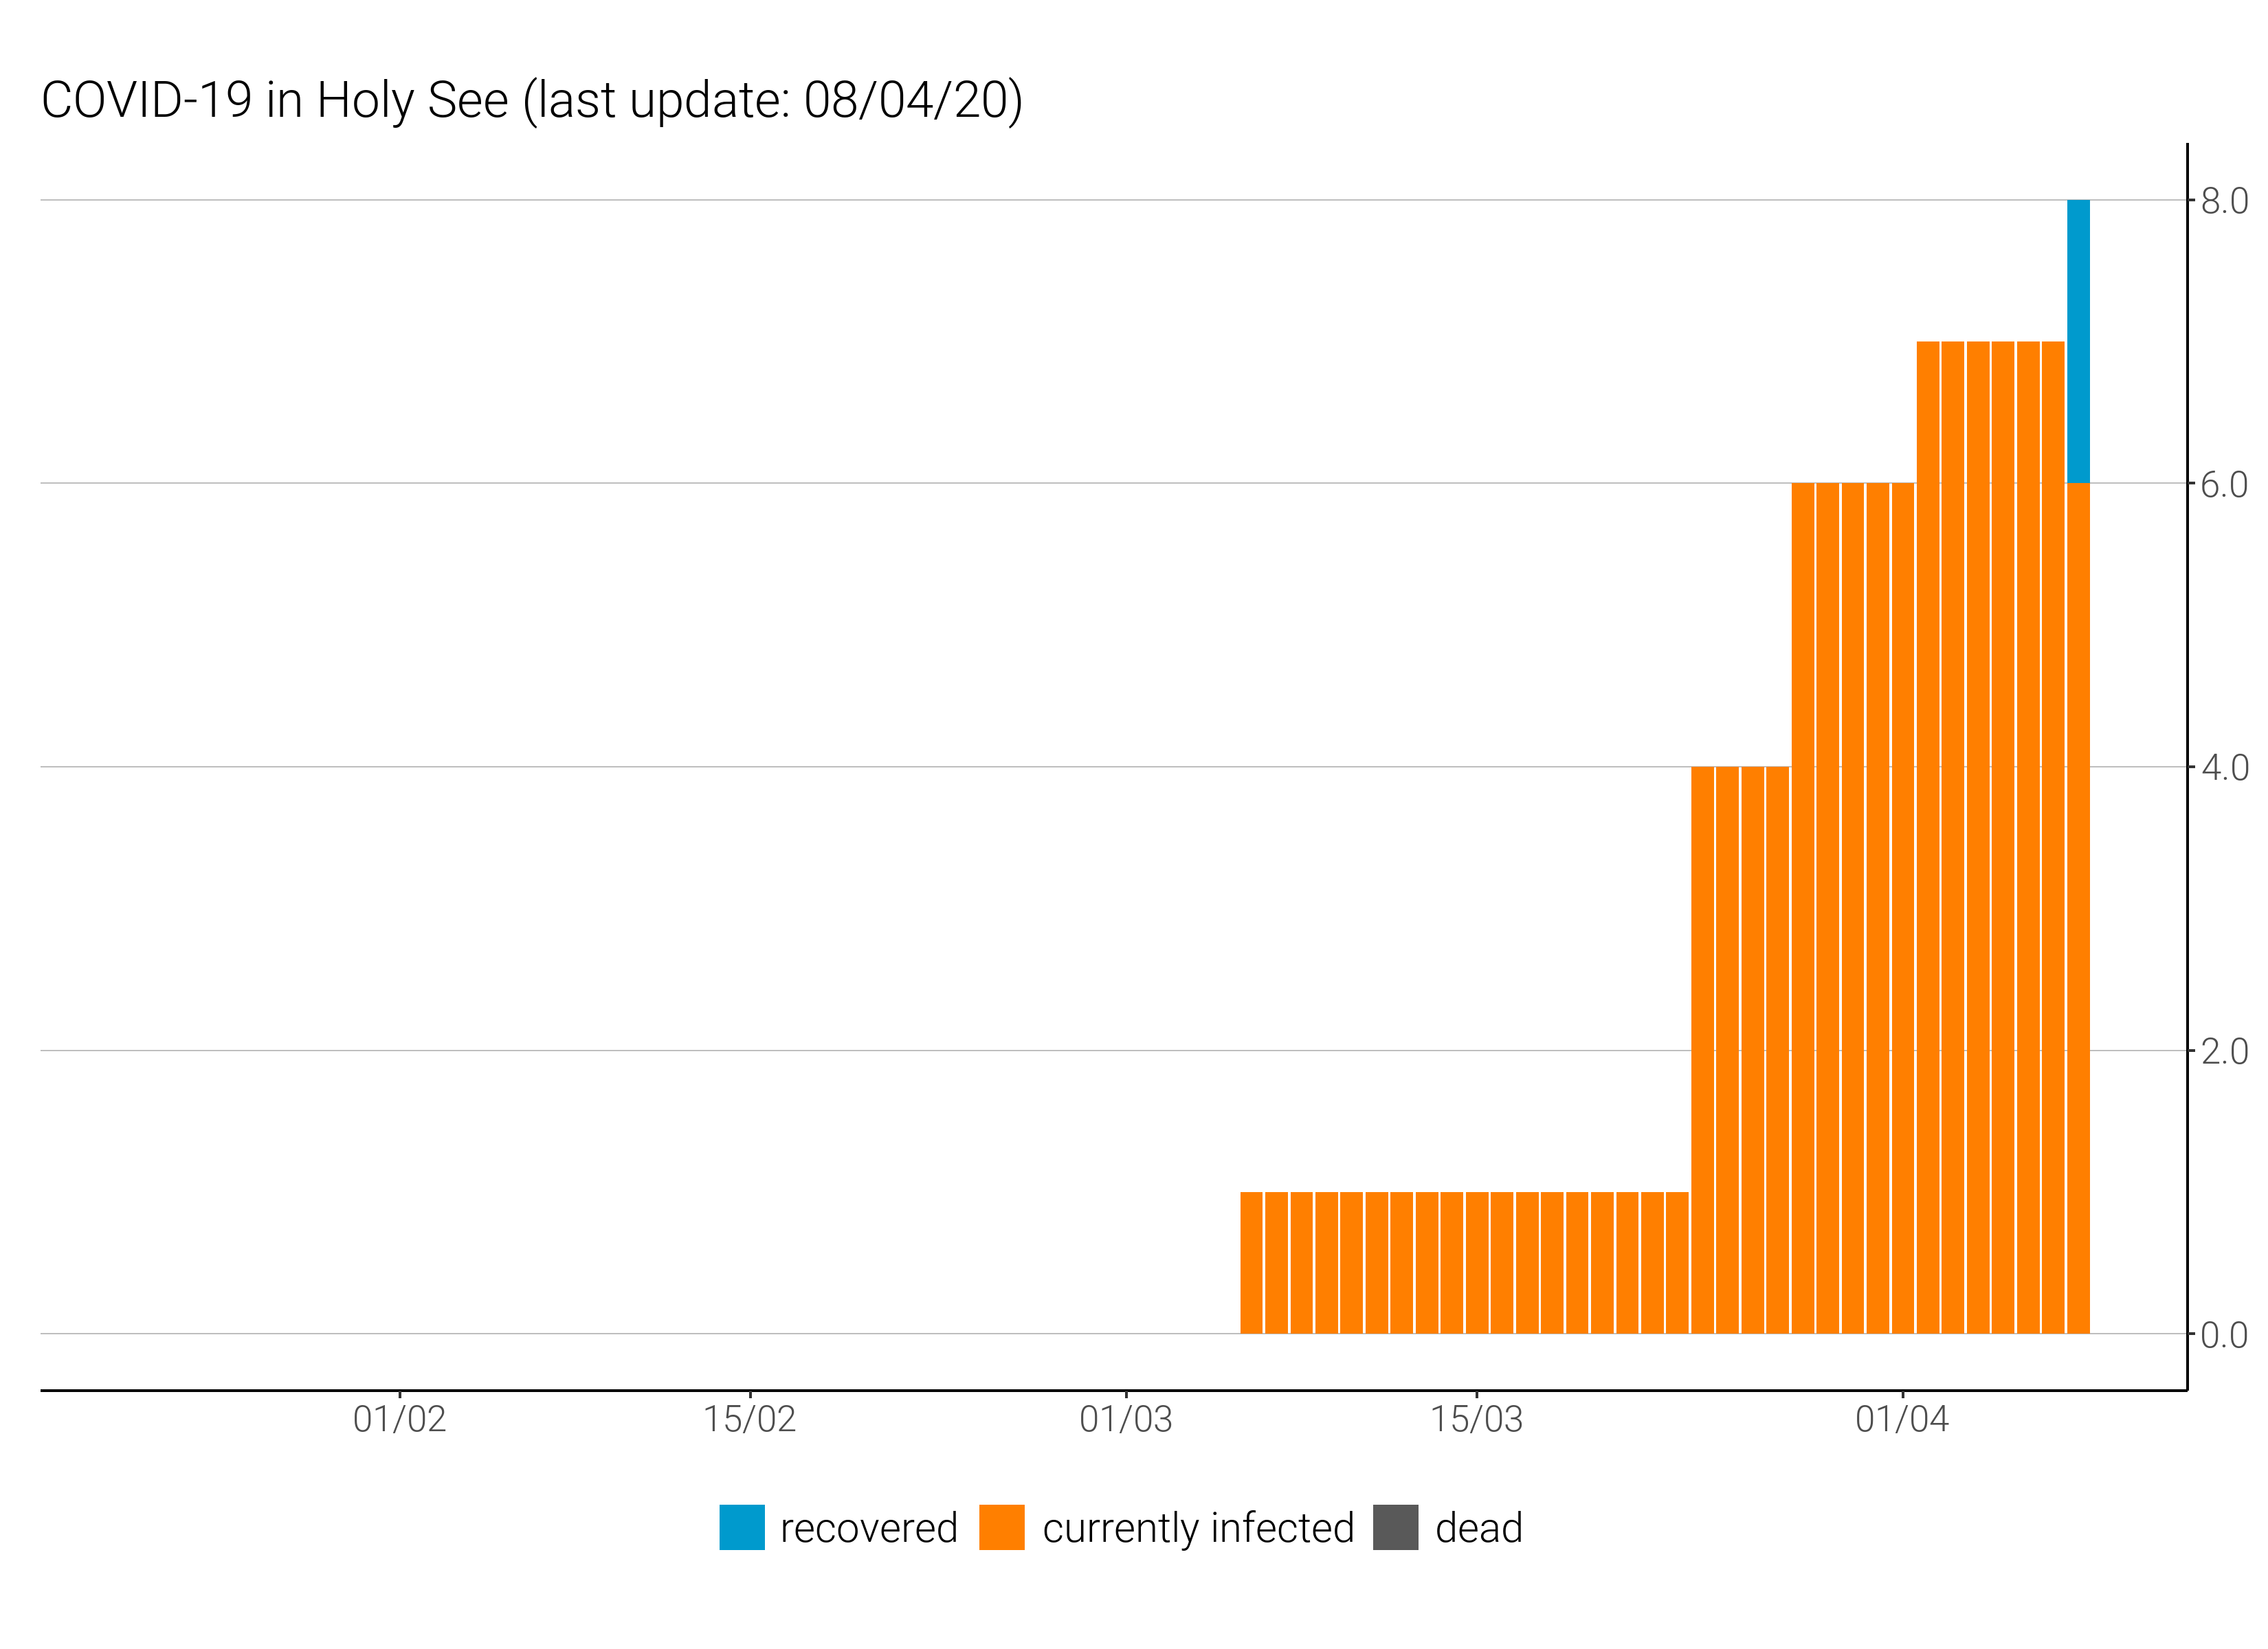 COVID-19 in Holy See (last update: 08/04/20)
8.0
6.0
4.0
2.0
0.0
01/02 15/02 01/03 15/03 01/04
recovered currently infected dead